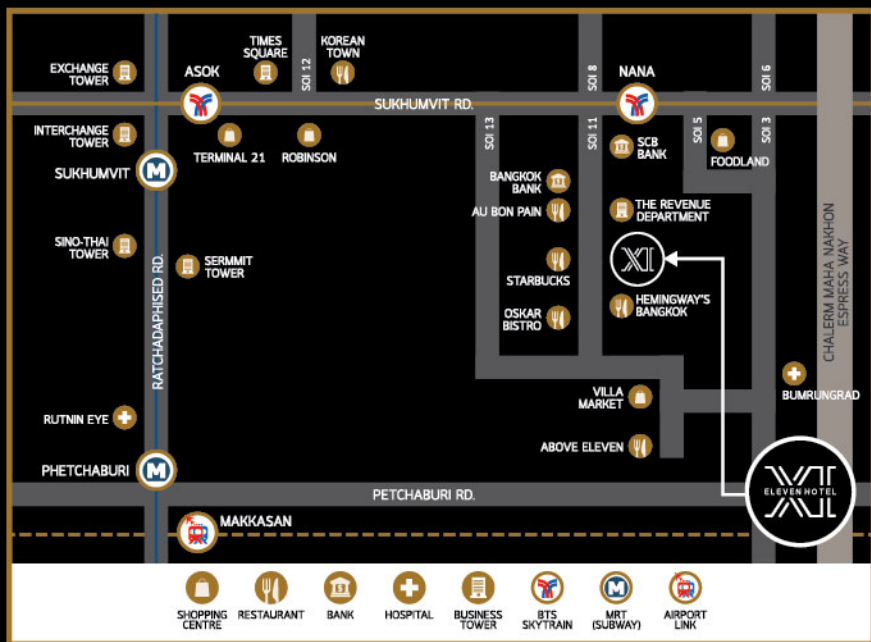 TIMES
SQUARE
KOREAN
TOWN
SOI 12
SOI 8
SOI 6
EXCHANGE
TOWER
ASOK
NANA
SUKHUMVIT RD.
INTERCHANGE
TOWER
TERMINAL 21
ROBINSON
SOI 13
SOI 11
SOI 5
SOI 3
SCB
BANK
FOODLAND
M
SUKHUMVIT
BANGKOK
BANK
AU BON PAIN
THE REVENUE
DEPARTMENT
SINO-THAI
TOWER
SERMMIT
TOWER
RATCHADAPHISED RD.
STARBUCKS
XI
OSKAR
BISTRO
HEMINGWAY'S
BANGKOK
CHALERM MAHA NAKHON
ESPRESS WAY
VILLA
MARKET
BUMRUNGRAD
RUTNIN EYE
ABOVE ELEVEN
PHETCHABURI
M
PETCHABURI RD.
XI
ELEVEN HOTEL
MAKKASAN
SHOPPING
CENTRE
RESTAURANT
BANK
HOSPITAL
BUSINESS
TOWER
BTS
SKYTRAIN
M
MRT
(SUBWAY)
AIRPORT
LINK